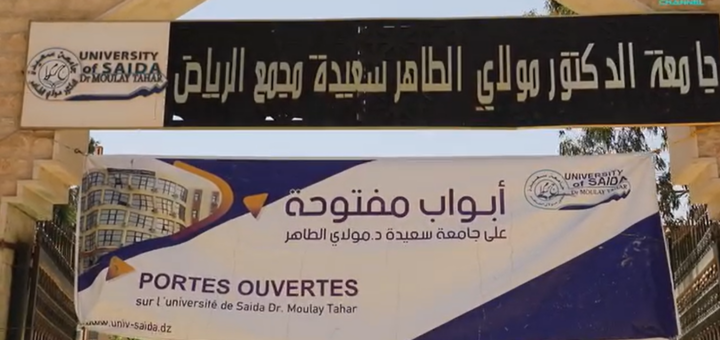 CHANNEL
UNIVERSITY
of SAIDA
Dr MOULAY TAHAR
جامعة الدكتور مولاي الطاهر سعيدة مجمع الرياض
أبواب مفتوحة
على جامعة سعيدة د.مولاي الطاهر
UNIVERSITY
of SAIDA
Dr MOULAY TAHAR
PORTES OUVERTES
sur l'université de Saida Dr. Moulay Tahar
www.univ-saida.dz